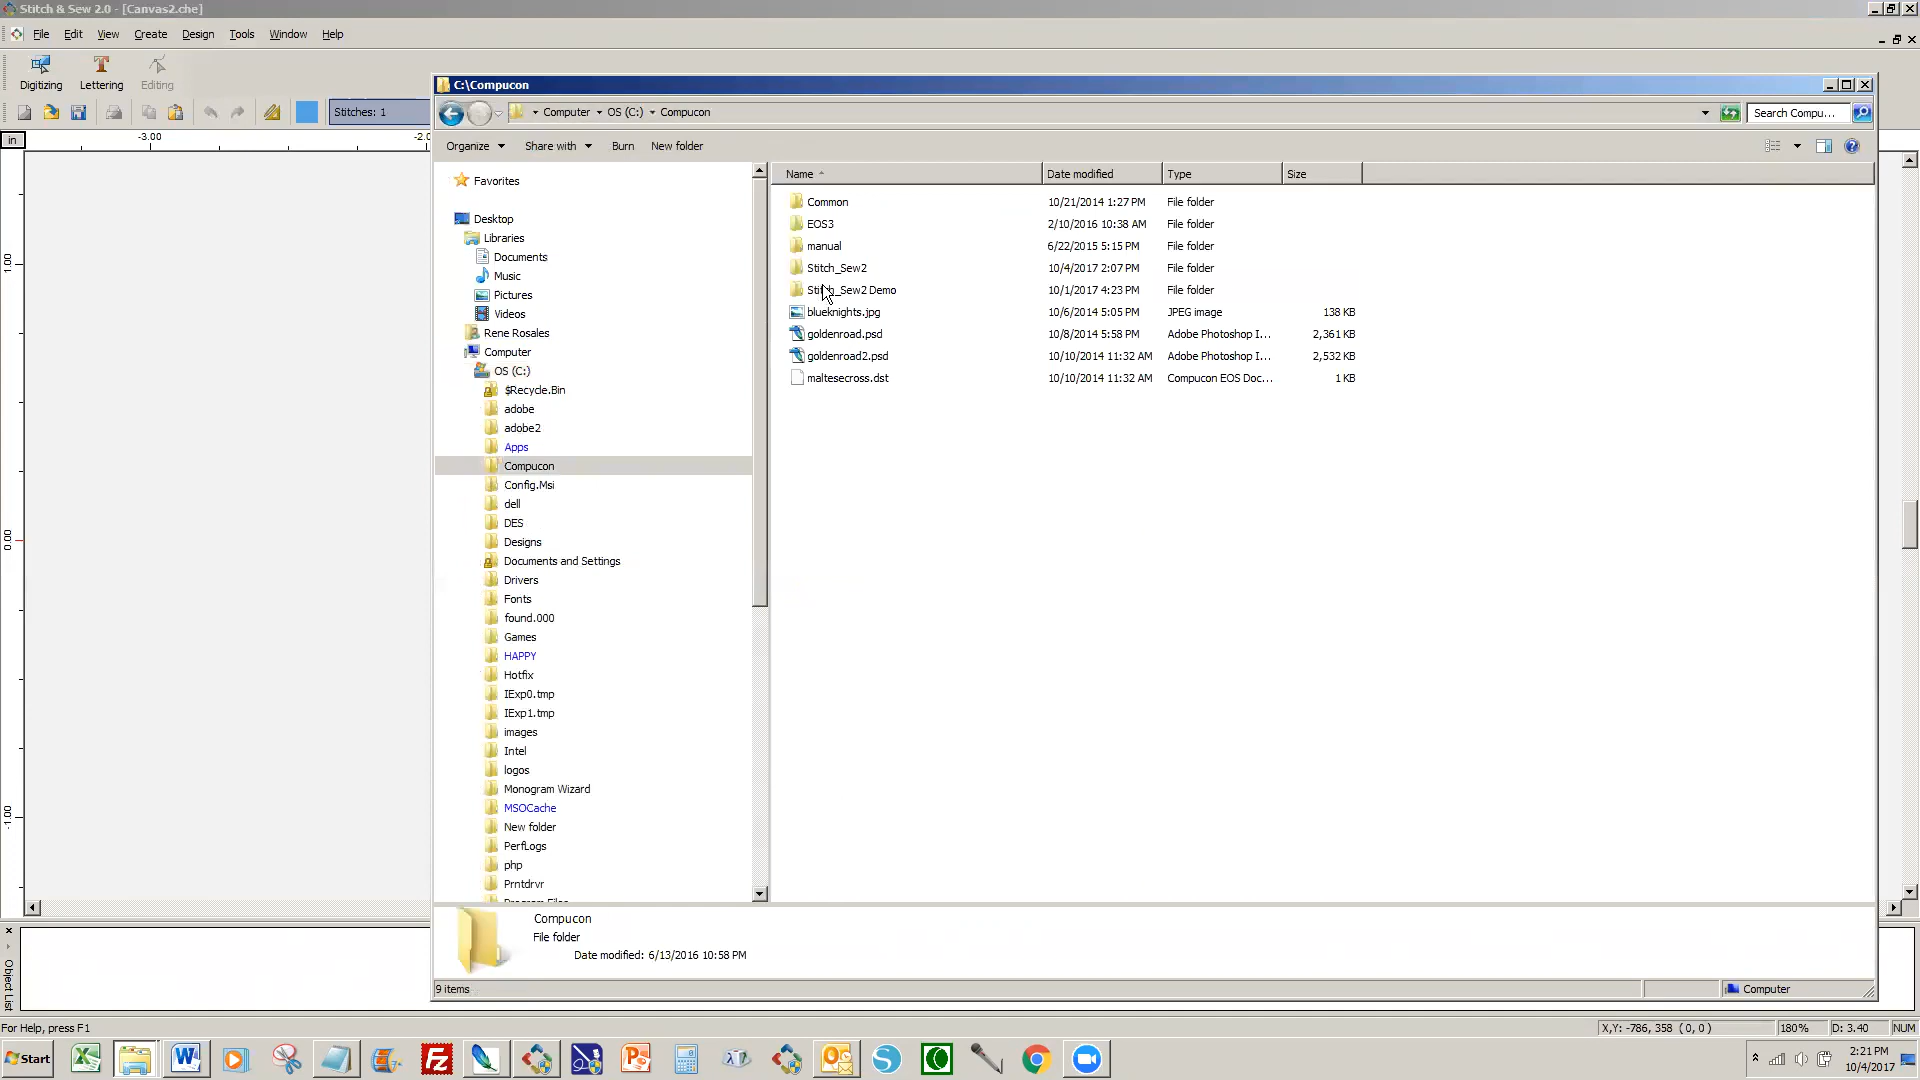 Stitch & Sew 2.0 - [Canvas2.che]
File Edit View Create Design Tools Window Help
Digitizing Lettering Editing
C:\Compucon
Stitches: 1
Computer OS (C:) Compucon
Search Compu...
in
-3.00
-2.0
Organize Share with Burn New folder
Name Date modified Type Size
Favorites
Desktop
Libraries
Documents
Music
Pictures
Videos
Rene Rosales
Computer
OS (C:)
$Recycle.Bin
adobe
adobe2
Apps
Compucon
Config.Msi
dell
DES
Designs
Documents and Settings
Drivers
Fonts
found.000
Games
HAPPY
Hotfix
IExp0.tmp
IExp1.tmp
images
Intel
logos
Monogram Wizard
MSOCache
New folder
PerfLogs
php
Prntdrvr
Program Files
Common 10/21/2014 1:27 PM File folder
EOS3 2/10/2016 10:38 AM File folder
manual 6/22/2015 5:15 PM File folder
Stitch_Sew2 10/4/2017 2:07 PM File folder
Stitch_Sew2 Demo 10/1/2017 4:23 PM File folder
blueknights.jpg 10/6/2014 5:05 PM JPEG image 138 KB
goldenroad.psd 10/8/2014 5:58 PM Adobe Photoshop I... 2,361 KB
goldenroad2.psd 10/10/2014 11:32 AM Adobe Photoshop I... 2,532 KB
maltesecross.dst 10/10/2014 11:32 AM Compucon EOS Doc... 1 KB
1.00
0.00
-1.00
Compucon
File folder
Date modified: 6/13/2016 10:58 PM
9 items
Computer
Object List
For Help, press F1
X,Y: -786, 358 ( 0, 0 ) 180% D: 3.40 NUM
Start
2:21 PM
10/4/2017